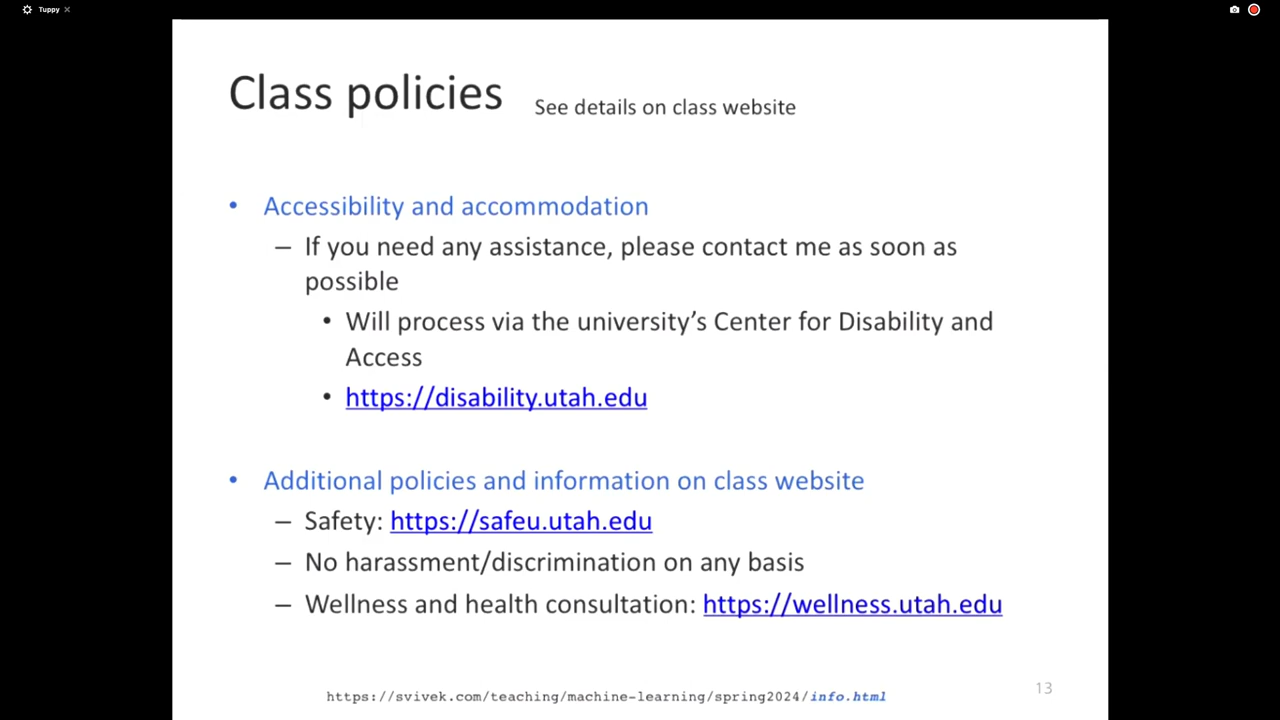 Tuppy
Class policies
See details on class website
• Accessibility and accommodation
– If you need any assistance, please contact me as soon as
possible
• Will process via the university’s Center for Disability and
Access
• https://disability.utah.edu
• Additional policies and information on class website
– Safety: https://safeu.utah.edu
– No harassment/discrimination on any basis
– Wellness and health consultation: https://wellness.utah.edu
https://svivek.com/teaching/machine-learning/spring2024/info.html
13